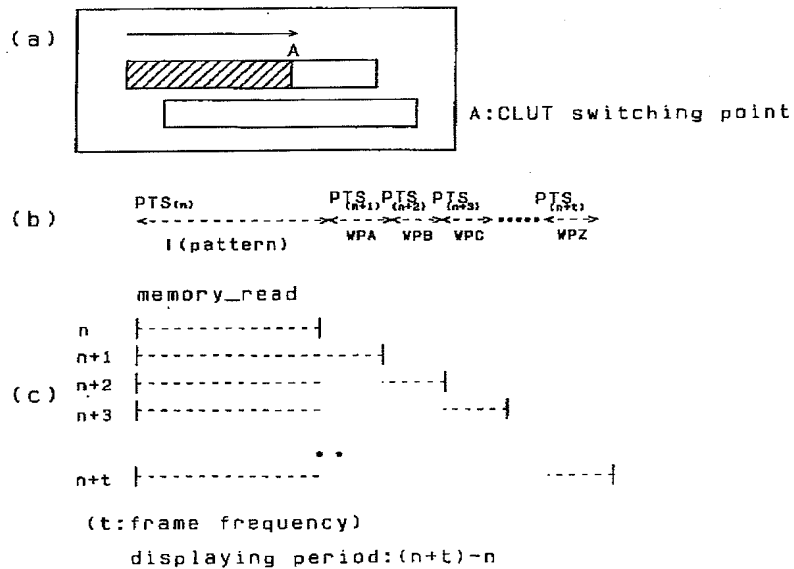 (a)
A
A:CLUT switching point
(b)
PTS(n) PTS(n+1) PTS(n+2) PTS(n+3) ••••• PTS(n+t)
I(pattern) WPA WPB WPC WPZ
memory_read
n
n+1
n+2
(c)
n+3
n+t
(t:frame frequency)
displaying period:(n+t)-n